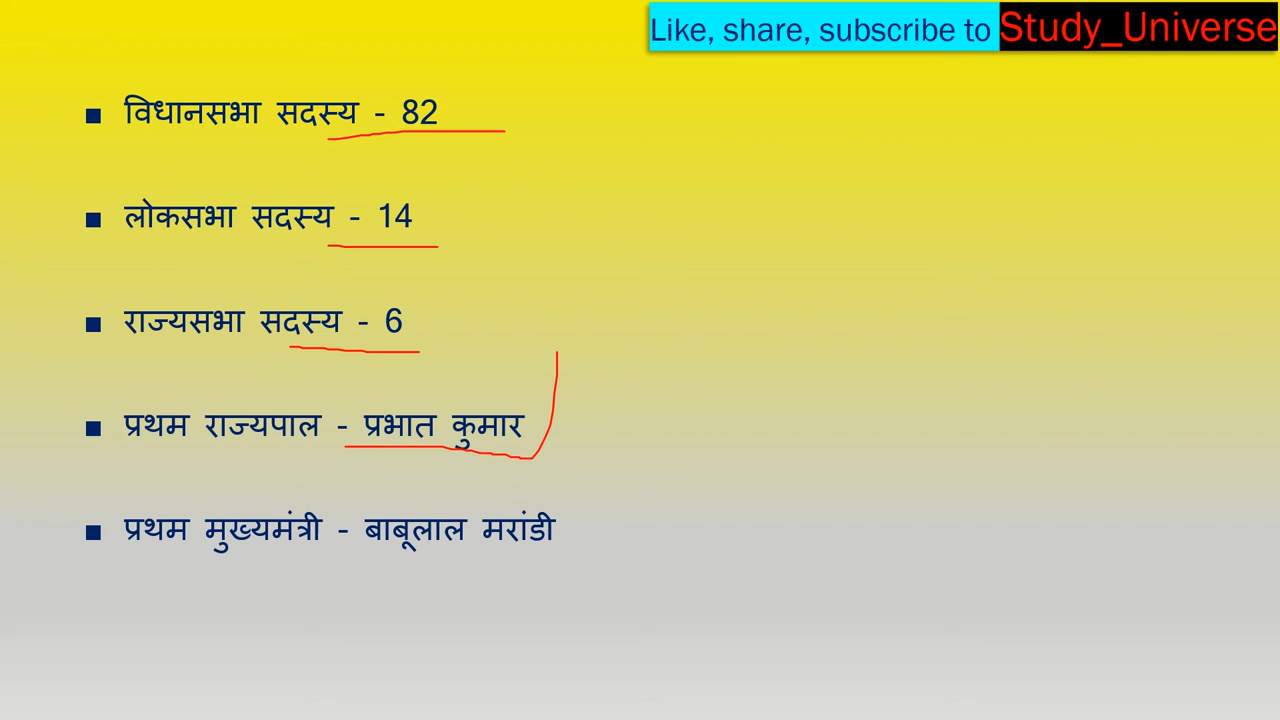 Like, share, subscribe to Study_Universe
▪ विधानसभा सदस्य - 82
▪ लोकसभा सदस्य - 14
▪ राज्यसभा सदस्य - 6
▪ प्रथम राज्यपाल - प्रभात कुमार
▪ प्रथम मुख्यमंत्री - बाबूलाल मरांडी